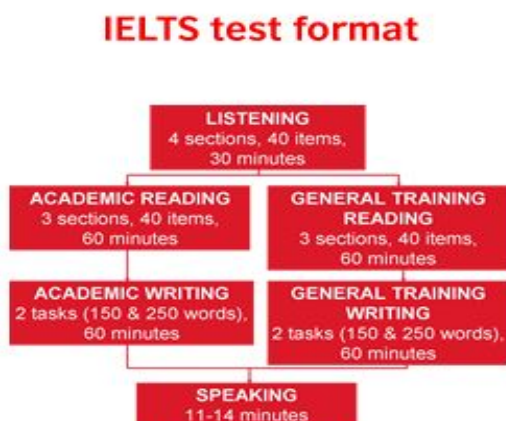 IELTS test format
LISTENING
4 sections, 40 items,
30 minutes
ACADEMIC READING
3 sections, 40 items,
60 minutes
GENERAL TRAINING
READING
3 sections, 40 items,
60 minutes
ACADEMIC WRITING
2 tasks (150 & 250 words),
60 minutes
GENERAL TRAINING
WRITING
2 tasks (150 & 250 words),
60 minutes
SPEAKING
11-14 minutes